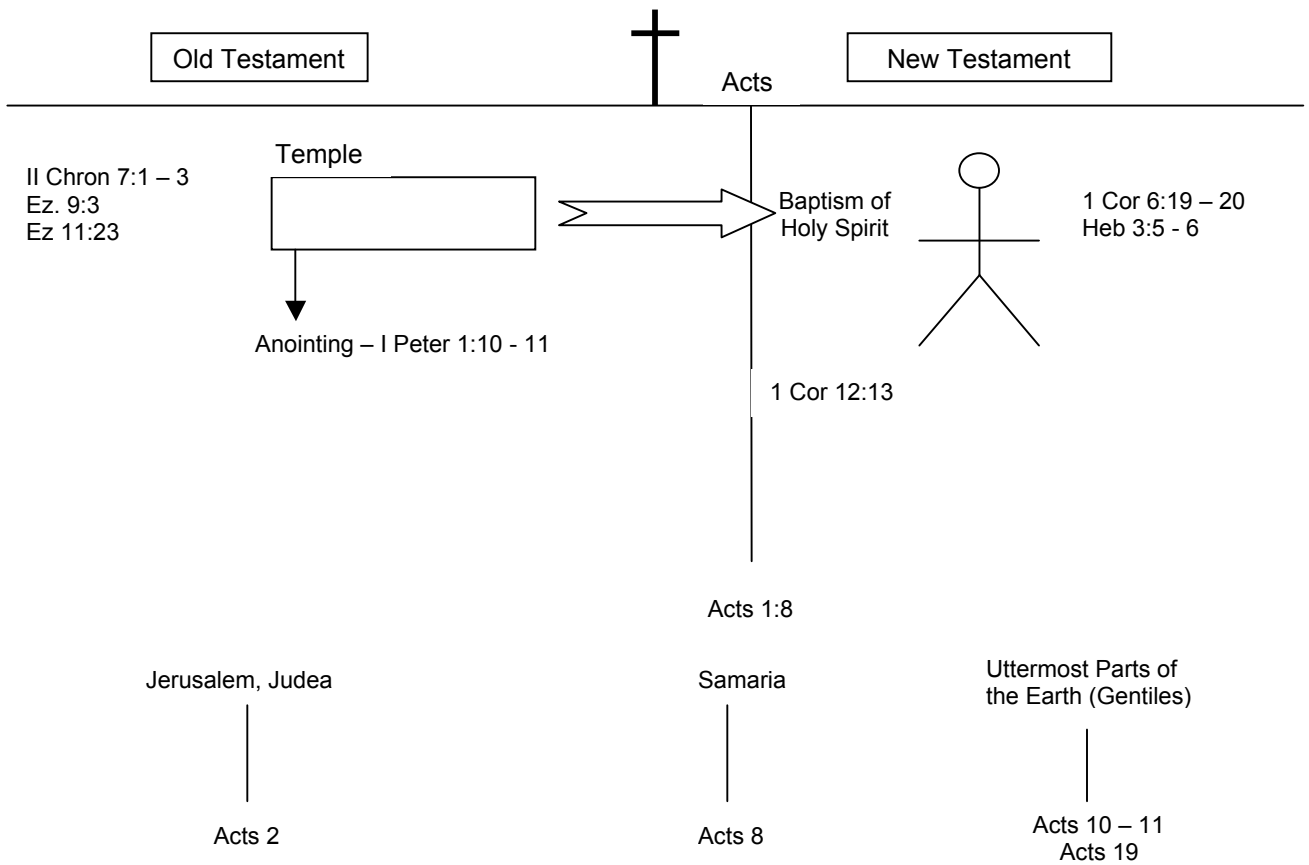 Old Testament
New Testament
Acts
Temple
II Chron 7:1 – 3
Ez. 9:3
Ez 11:23
Baptism of
Holy Spirit
1 Cor 6:19 – 20
Heb 3:5 - 6
Anointing – I Peter 1:10 - 11
1 Cor 12:13
Acts 1:8
Jerusalem, Judea
Samaria
Uttermost Parts of
the Earth (Gentiles)
Acts 2
Acts 8
Acts 10 – 11
Acts 19